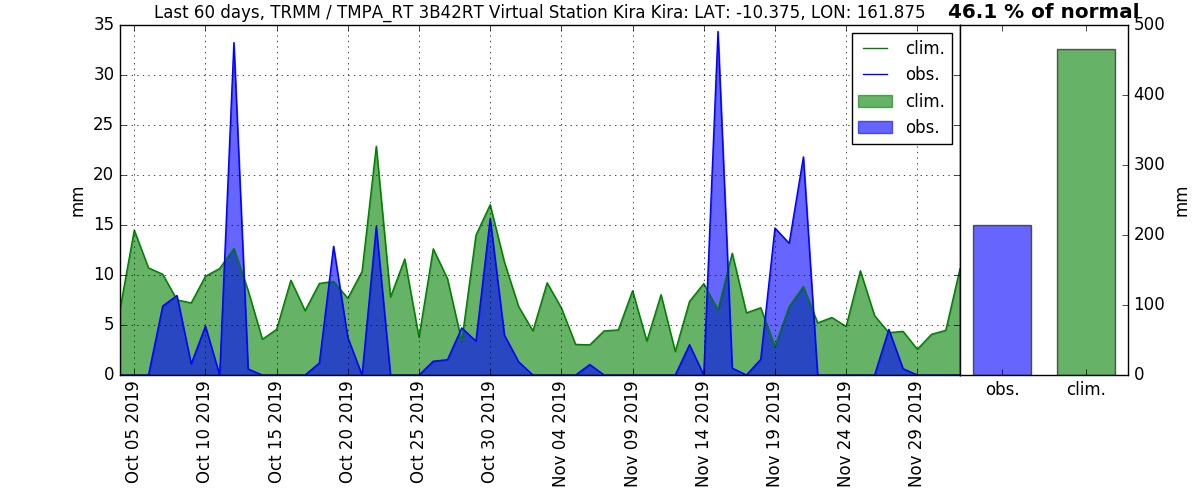 Last 60 days, TRMM / TMPA_RT 3B42RT Virtual Station Kira Kira: LAT: -10.375, LON: 161.875
46.1 % of normal
35
30
25
20
15
10
5
0
mm
clim.
obs.
clim.
obs.
500
400
300
200
100
0
mm
Oct 05 2019
Oct 10 2019
Oct 15 2019
Oct 20 2019
Oct 25 2019
Oct 30 2019
Nov 04 2019
Nov 09 2019
Nov 14 2019
Nov 19 2019
Nov 24 2019
Nov 29 2019
obs.
clim.